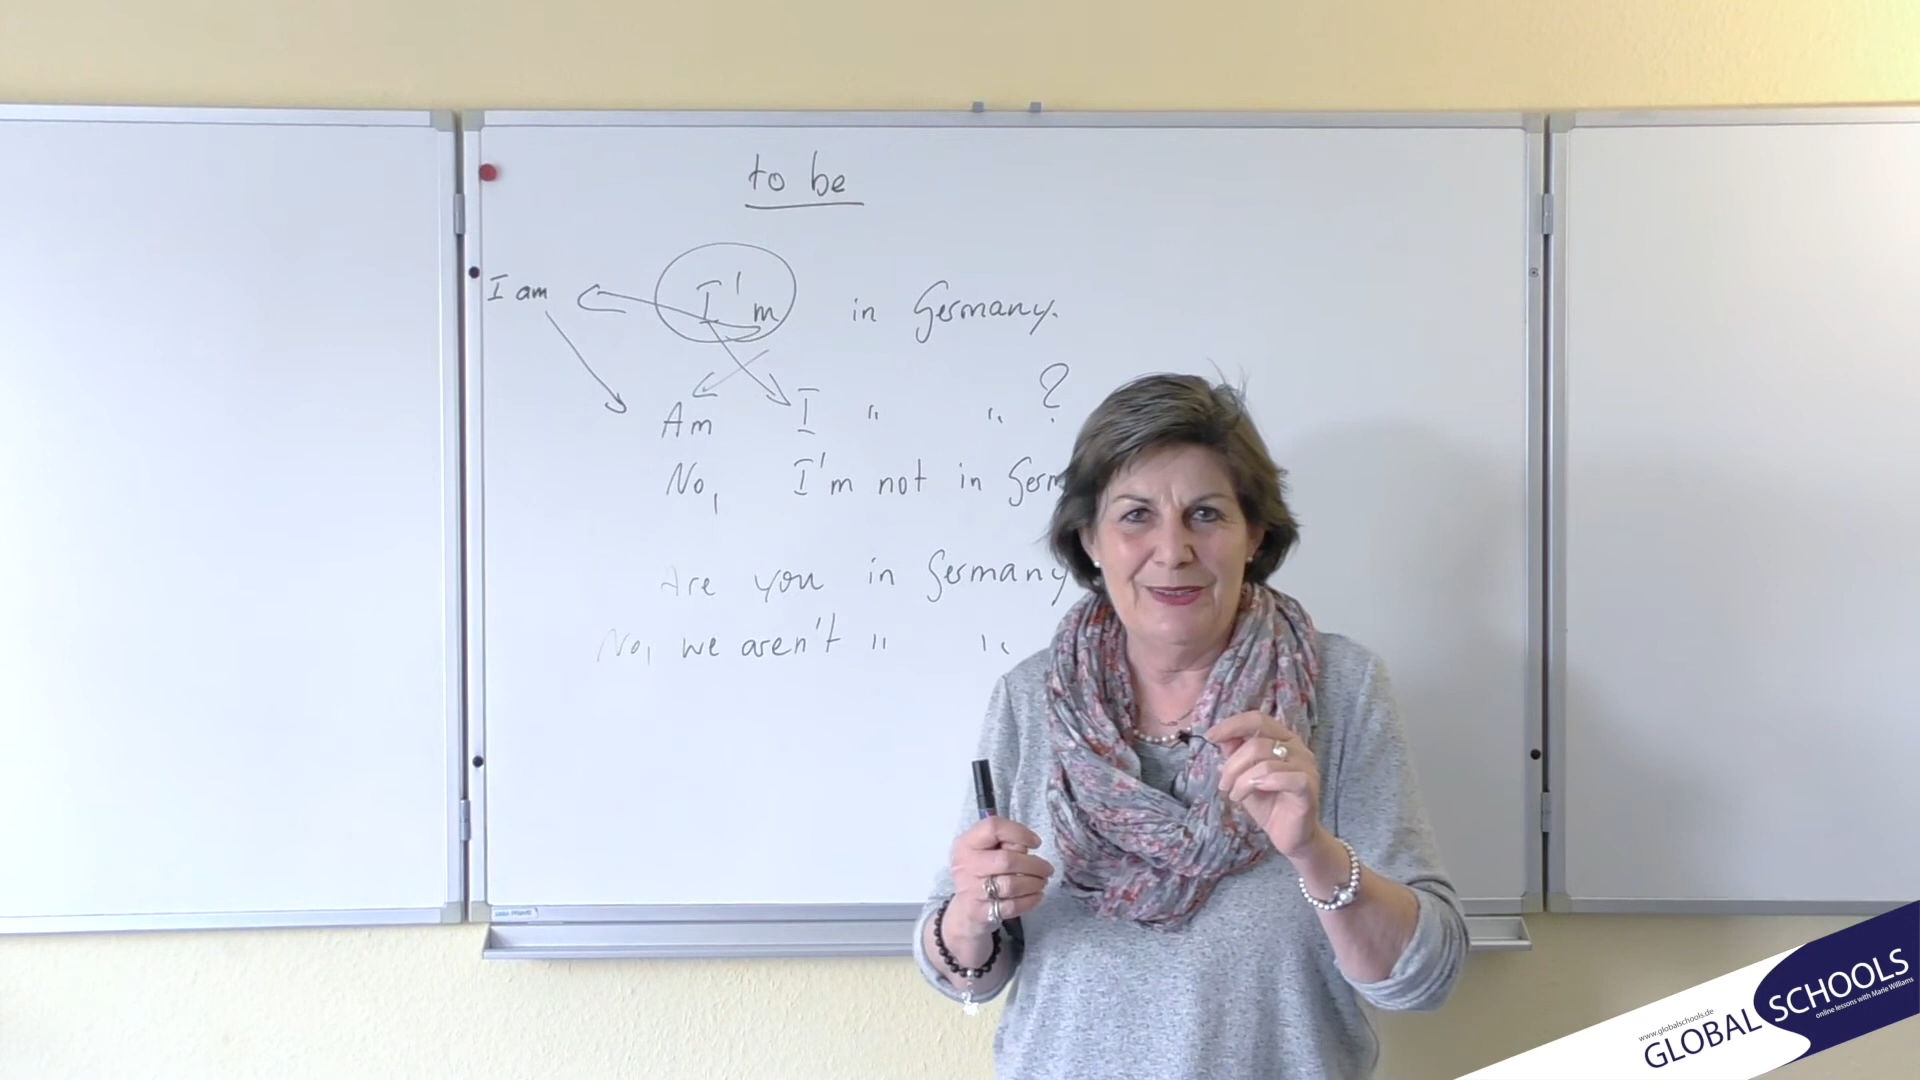 to be
I am I'm in Germany.
Am I " " ?
No, I'm not in Germ
Are you in Germany
No, we aren't " "
www.globalschools.de
GLOBAL SCHOOLS
online lessons with Marie Williams